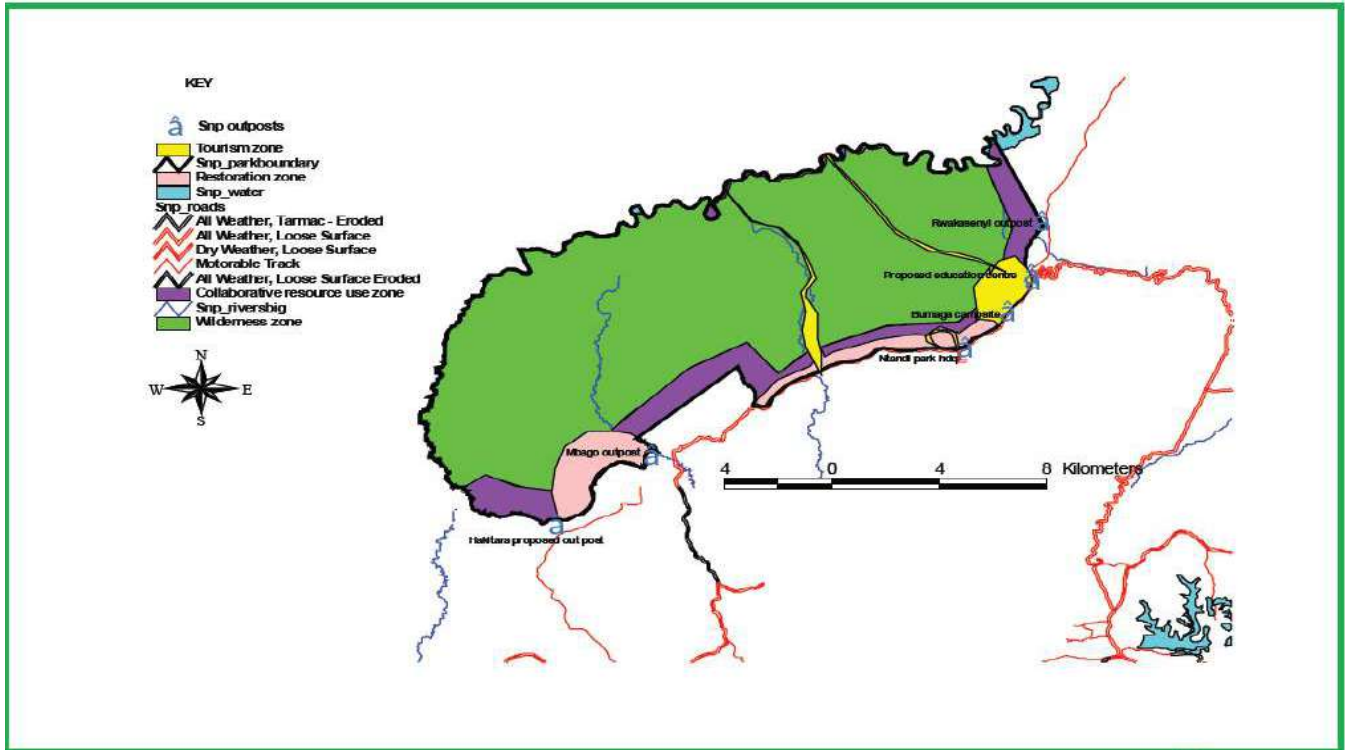 KEY
â Snp outposts
Tourism zone
Snp_parkboundary
Restoration zone
Snp_water
Snp_roads
All Weather, Tarmac - Eroded
All Weather, Loose Surface
Dry Weather, Loose Surface
Motorable Track
All Weather, Loose Surface Eroded
Collaborative resource use zone
Snp_riversbig
Wilderness zone
N
W E
S
Rwakasenyi outpost â
Proposed education centre â
Bumaga campsite â
Ntandi park hdq â
Mbago outpost â
â
proposed out post
4 0 4 8 Kilometers